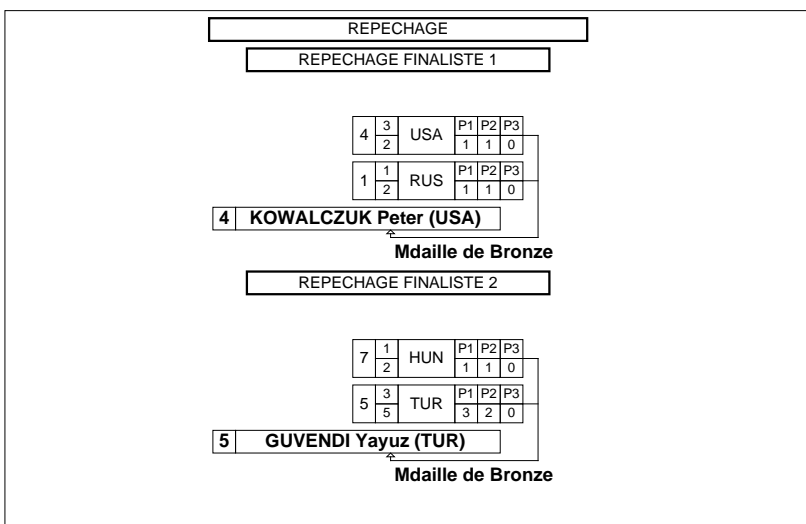 REPECHAGE
REPECHAGE FINALISTE 1
4 3 USA P1 P2 P3
2 1 1 0
1 1 RUS P1 P2 P3
2 1 1 0
4 KOWALCZUK Peter (USA)
Mdaille de Bronze
REPECHAGE FINALISTE 2
7 1 HUN P1 P2 P3
2 1 1 0
5 3 TUR P1 P2 P3
5 3 2 0
5 GUVENDI Yayuz (TUR)
Mdaille de Bronze